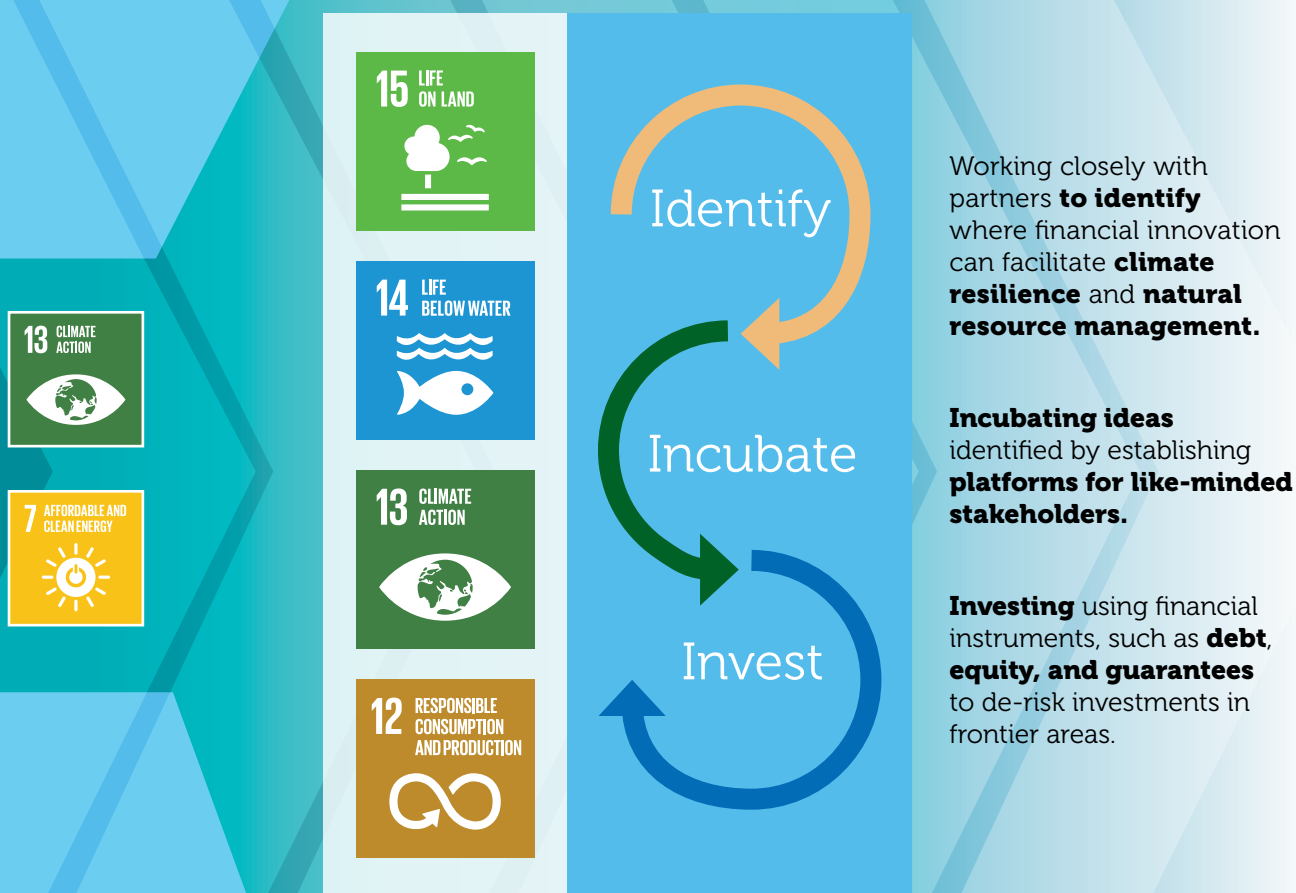 13 CLIMATE
ACTION
7 AFFORDABLE AND
CLEAN ENERGY
15 LIFE
ON LAND
14 LIFE
BELOW WATER
13 CLIMATE
ACTION
12 RESPONSIBLE
CONSUMPTION
AND PRODUCTION
Identify
Incubate
Invest
Working closely with
partners to identify
where financial innovation
can facilitate climate
resilience and natural
resource management.
Incubating ideas
identified by establishing
platforms for like-minded
stakeholders.
Investing using financial
instruments, such as debt,
equity, and guarantees
to de-risk investments in
frontier areas.